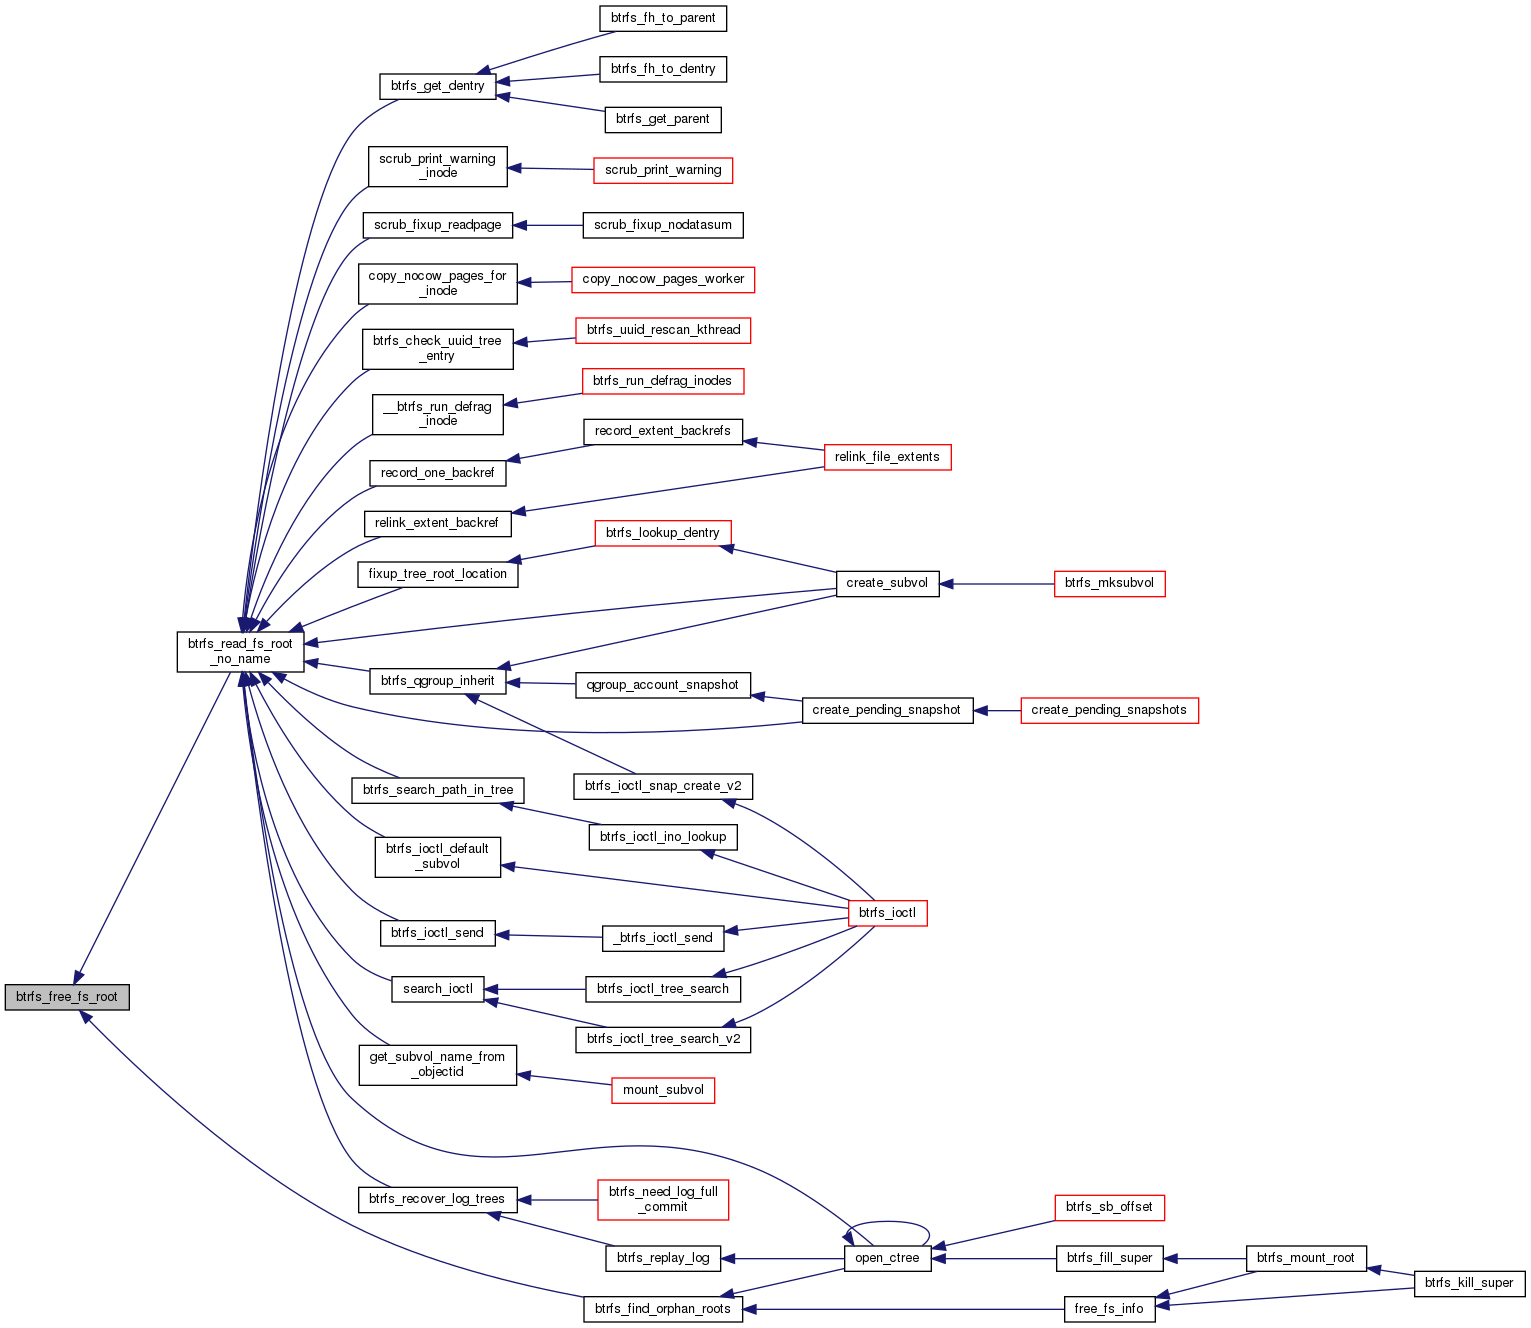 btrfs_fh_to_parent
btrfs_fh_to_dentry
btrfs_get_dentry
btrfs_get_parent
scrub_print_warning
_inode
scrub_print_warning
scrub_fixup_readpage
scrub_fixup_nodatasum
copy_nocow_pages_for
_inode
copy_nocow_pages_worker
btrfs_check_uuid_tree
_entry
btrfs_uuid_rescan_kthread
__btrfs_run_defrag
_inode
btrfs_run_defrag_inodes
record_one_backref
record_extent_backrefs
relink_file_extents
relink_extent_backref
fixup_tree_root_location
btrfs_lookup_dentry
create_subvol
btrfs_mksubvol
btrfs_read_fs_root
_no_name
btrfs_qgroup_inherit
qgroup_account_snapshot
create_pending_snapshot
create_pending_snapshots
btrfs_search_path_in_tree
btrfs_ioctl_snap_create_v2
btrfs_ioctl_ino_lookup
btrfs_ioctl_default
_subvol
btrfs_ioctl
btrfs_ioctl_send
_btrfs_ioctl_send
btrfs_free_fs_root
search_ioctl
btrfs_ioctl_tree_search
btrfs_ioctl_tree_search_v2
get_subvol_name_from
_objectid
mount_subvol
btrfs_recover_log_trees
btrfs_need_log_full
_commit
btrfs_replay_log
open_ctree
btrfs_sb_offset
btrfs_fill_super
btrfs_mount_root
btrfs_find_orphan_roots
free_fs_info
btrfs_kill_super